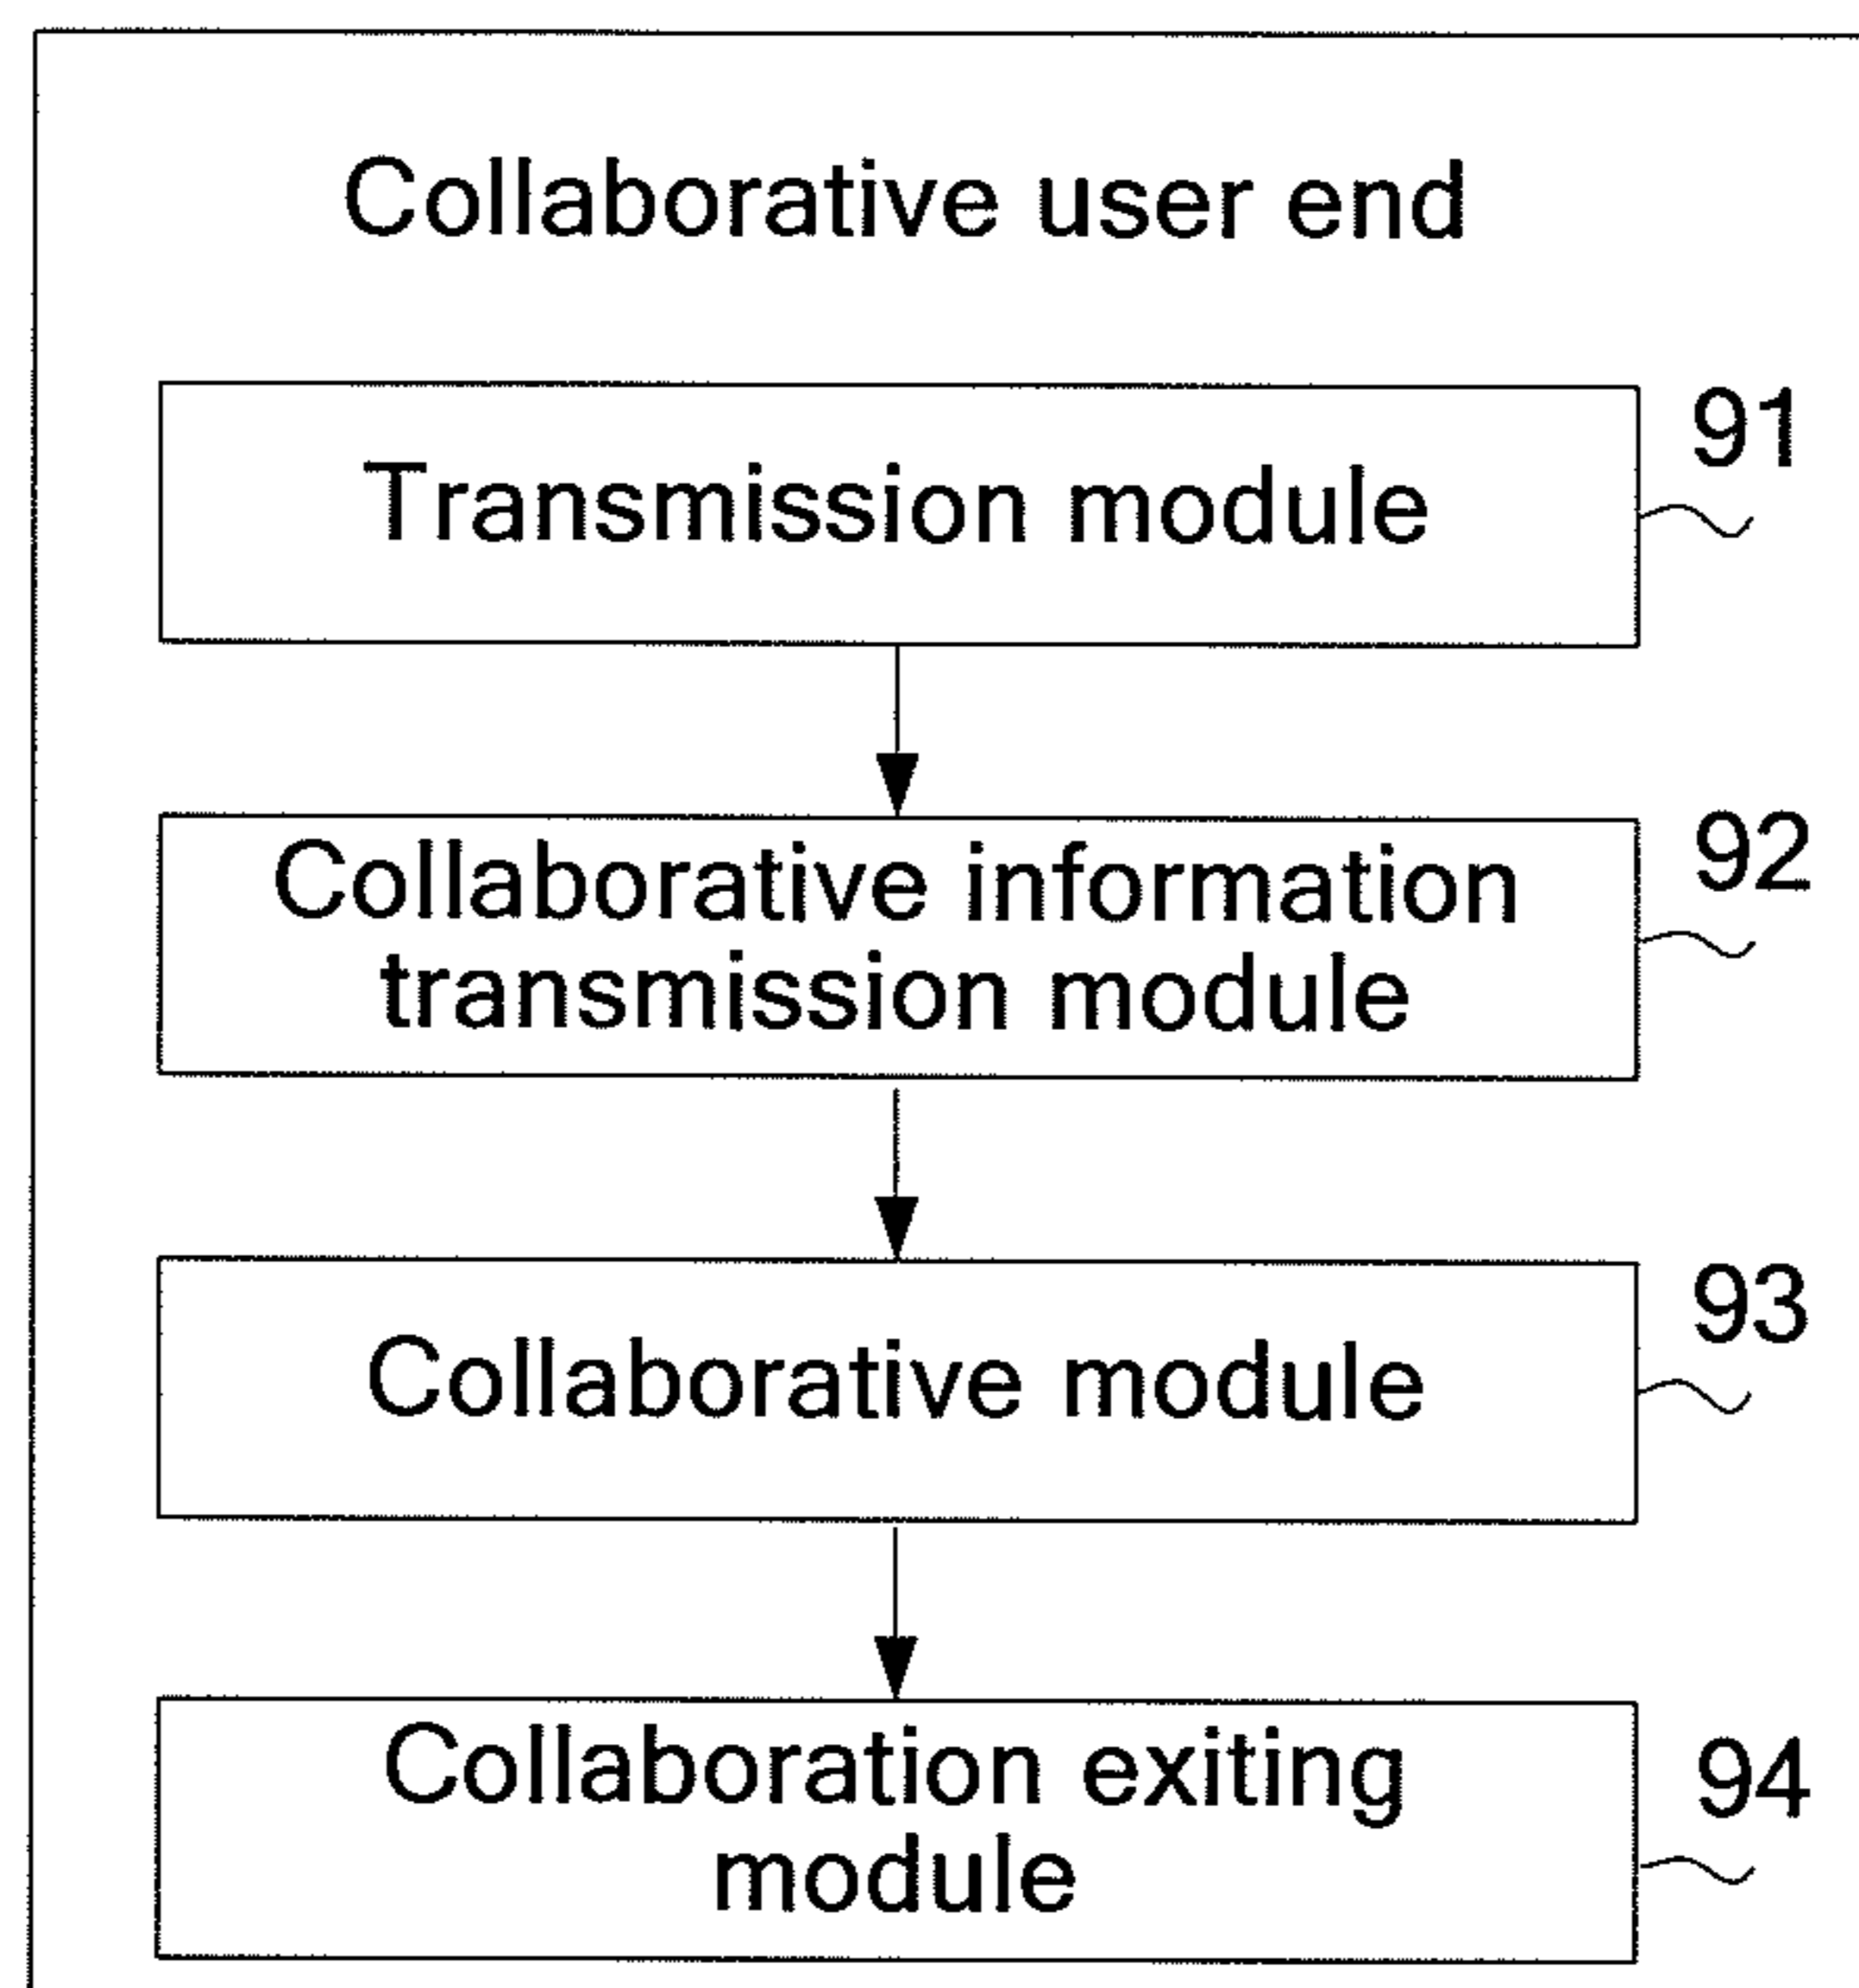 Collaborative user end
Transmission module
91
Collaborative information
transmission module
92
Collaborative module
93
Collaboration exiting
module
94